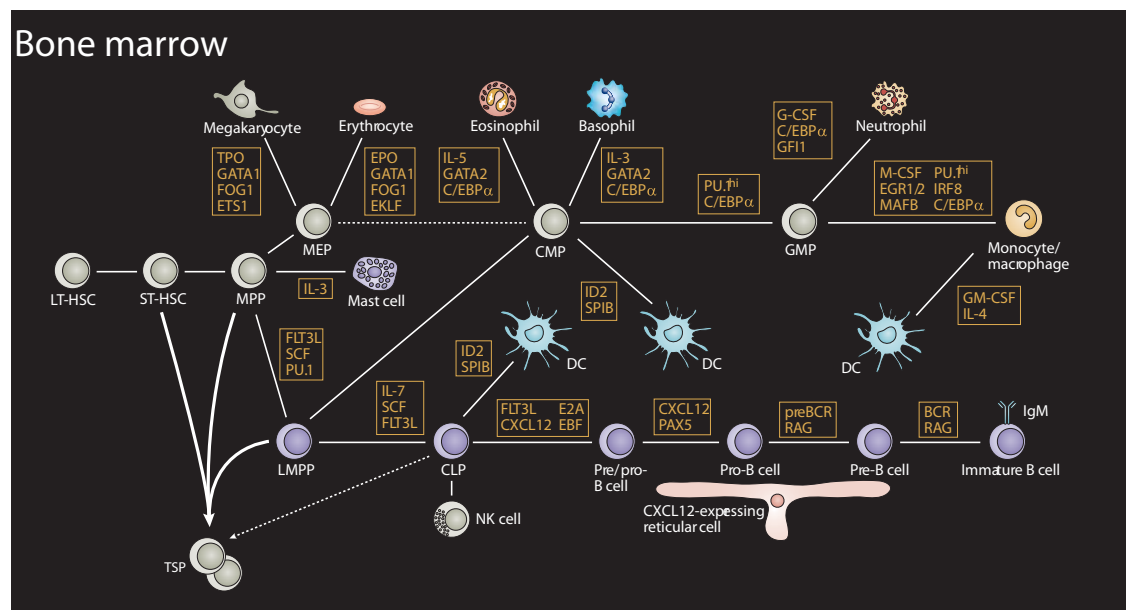 Bone marrow
Megakaryocyte
Erythrocyte
Eosinophil
Basophil
Neutrophil
TPO
GATA1
FOG1
ETS1
EPO
GATA1
FOG1
EKLF
IL-5
GATA2
C/EBPα
IL-3
GATA2
C/EBPα
G-CSF
C/EBPα
GFI1
PU.1hi
C/EBPα
M-CSF PU.1hi
EGR1/2 IRF8
MAFB C/EBPα
MEP
CMP
GMP
Monocyte/
macrophage
LT-HSC
ST-HSC
MPP
IL-3
Mast cell
ID2
SPIB
GM-CSF
IL-4
FLT3L
SCF
PU.1
ID2
SPIB
DC
DC
DC
IL-7
SCF
FLT3L
FLT3L E2A
CXCL12 EBF
CXCL12
PAX5
preBCR
RAG
BCR
RAG
IgM
LMPP
CLP
Pre/pro-
B cell
Pro-B cell
Pre-B cell
Immature B cell
NK cell
CXCL12-expressing
reticular cell
TSP